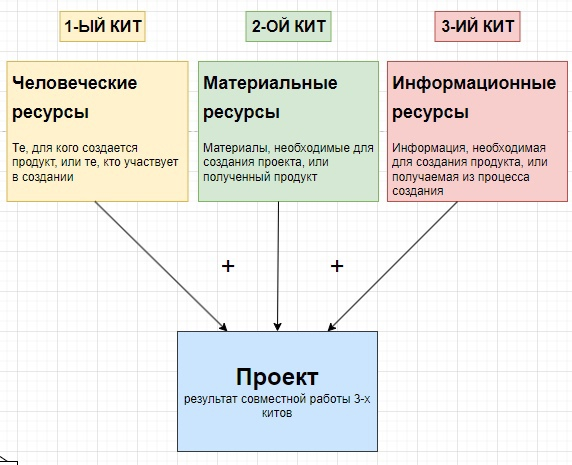 1-ЫЙ КИТ
2-ОЙ КИТ
3-ИЙ КИТ
Человеческие
ресурсы
Те, для кого создается
продукт, или те, кто участвует
в создании
Материальные
ресурсы
Материалы, необходимые для
создания проекта, или
полученный продукт
Информационные
ресурсы
Информация, необходимая
для создания продукта, или
получаемая из процесса
создания
+
+
Проект
результат совместной работы 3-х
китов